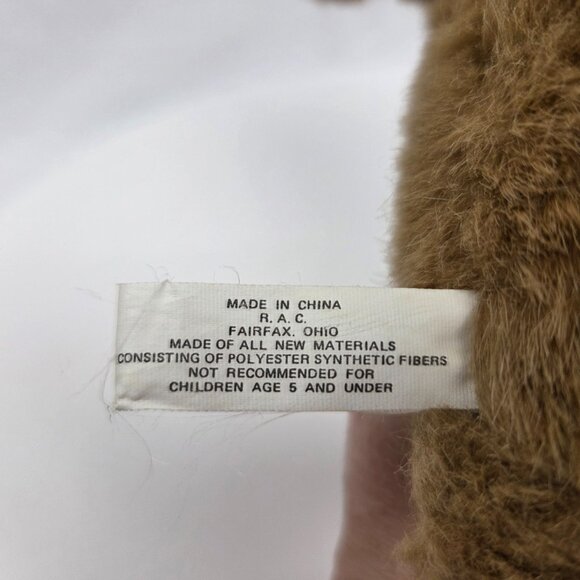 MADE IN CHINA
R. A. C.
FAIRFAX, OHIO
MADE OF ALL NEW MATERIALS
CONSISTING OF POLYESTER SYNTHETIC FIBERS
NOT RECOMMENDED FOR
CHILDREN AGE 5 AND UNDER